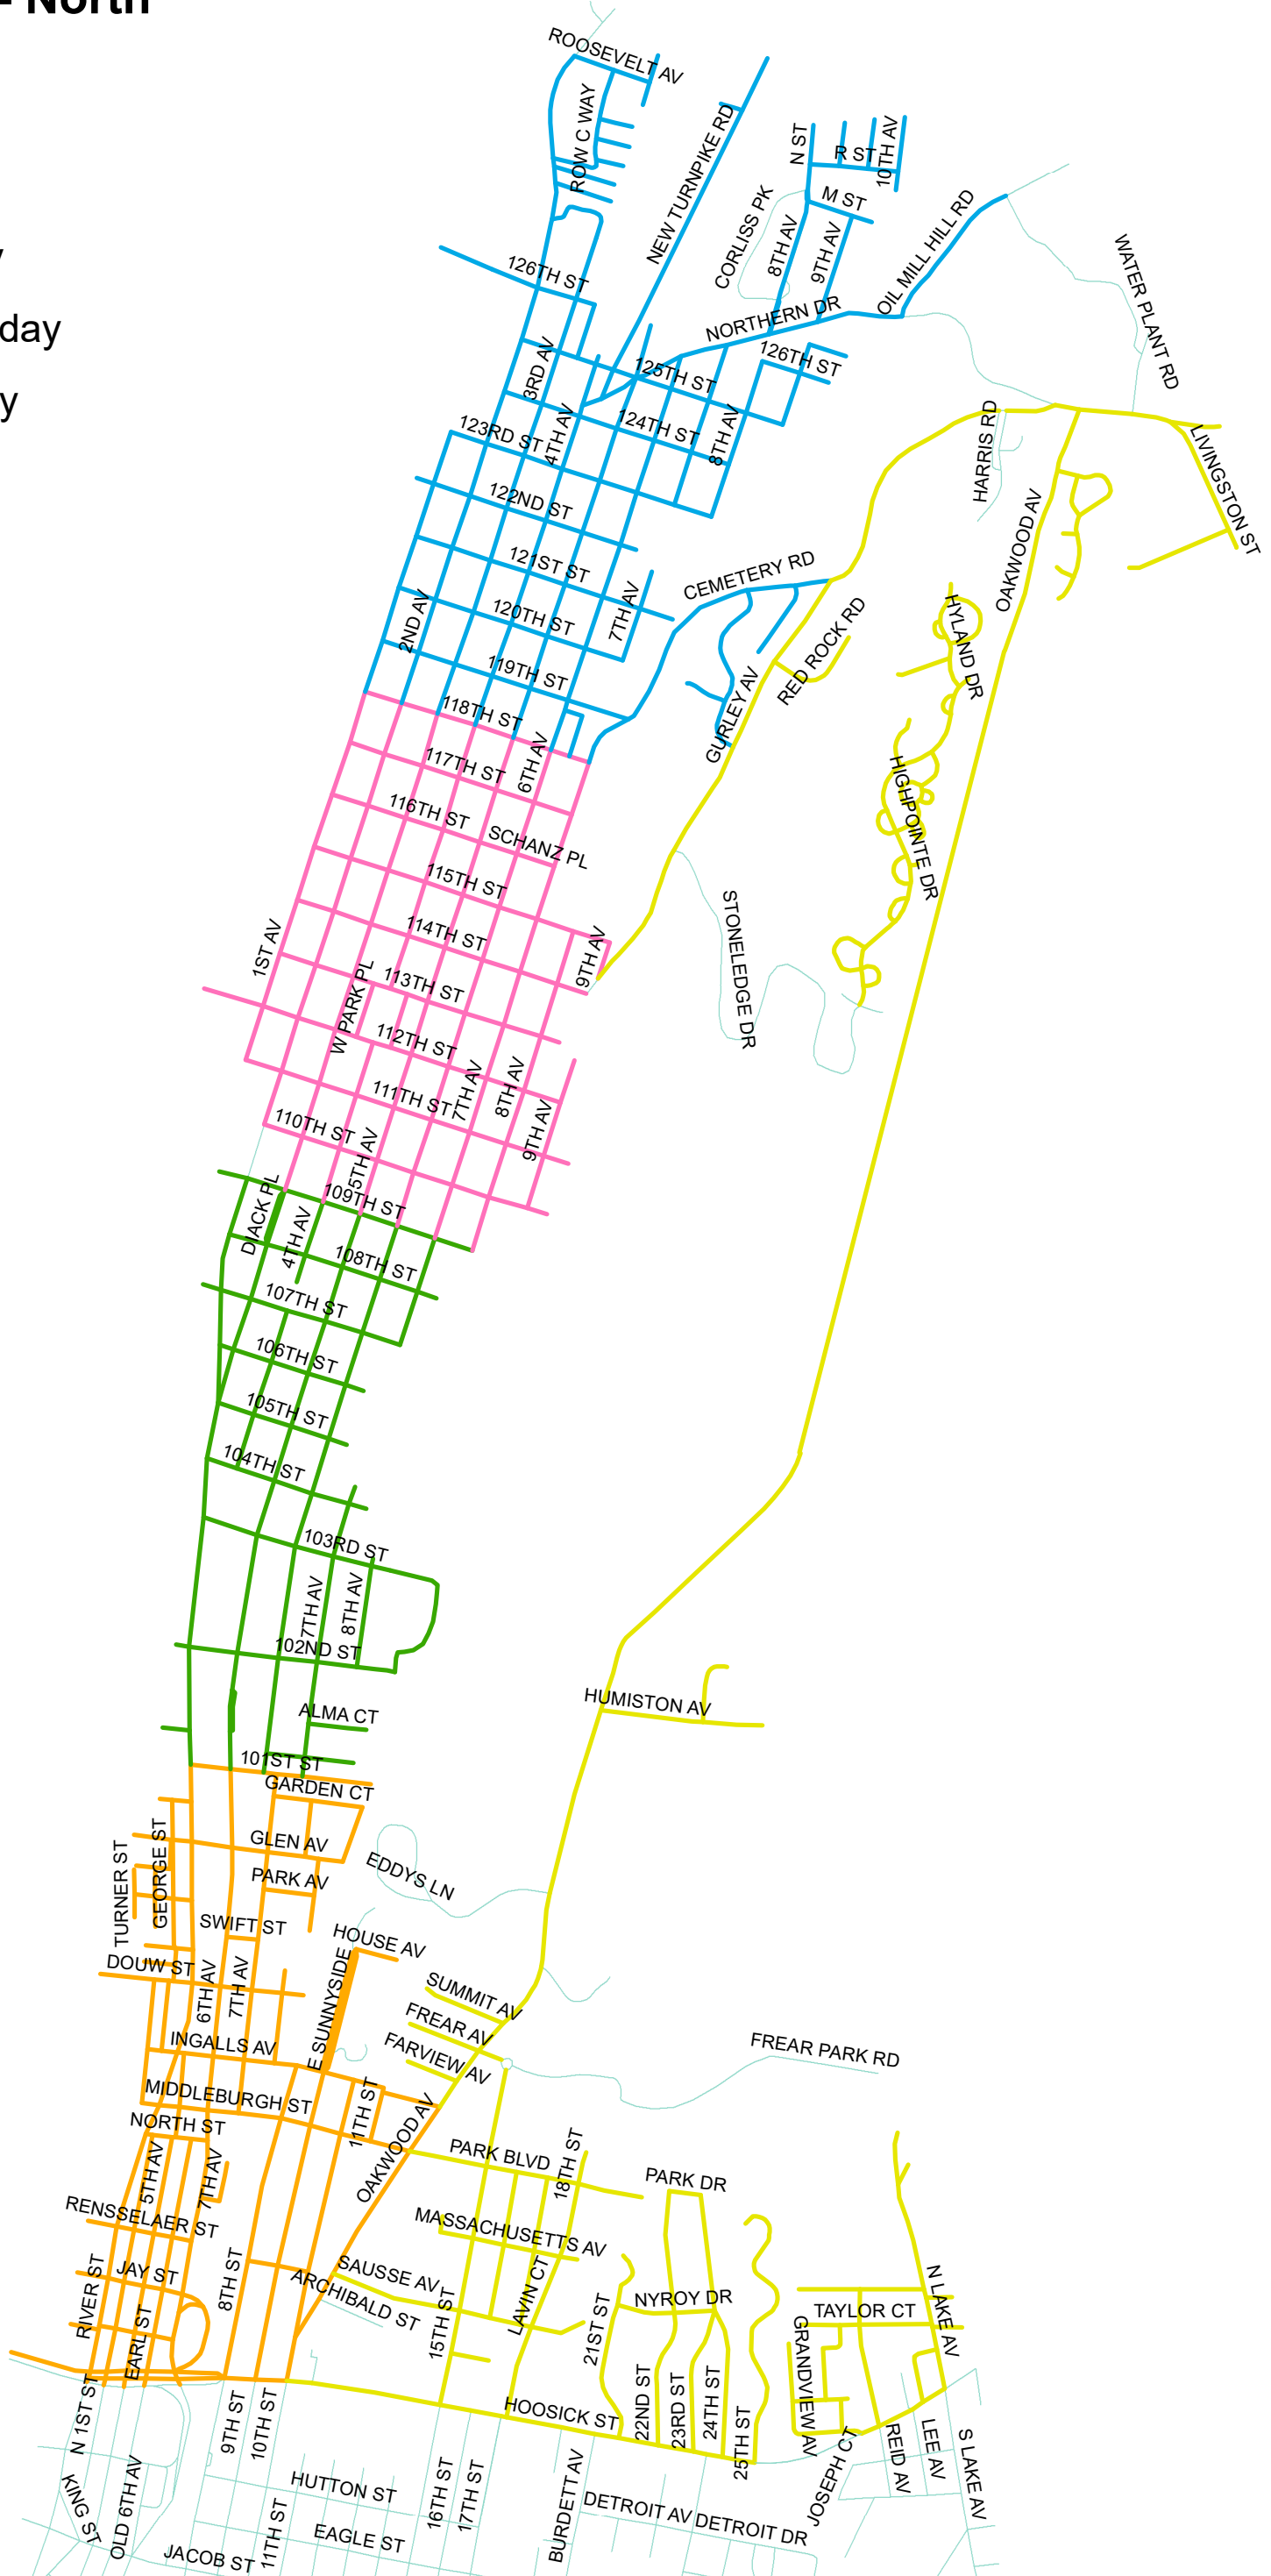 - North
y
day
y
ROOSEVELT AV
ROW C WAY
NEW TURNPIKE RD
N ST
R ST
10TH AV
M ST
CORLISS PK
8TH AV
9TH AV
OIL MILL HILL RD
WATER PLANT RD
126TH ST
NORTHERN DR
3RD AV
125TH ST
126TH ST
4TH AV
124TH ST
8TH AV
123RD ST
HARRIS RD
LIVINGSTON ST
122ND ST
OAKWOOD AV
121ST ST
CEMETERY RD
2ND AV
120TH ST
7TH AV
RED ROCK RD
HYLAND DR
119TH ST
GURLEY AV
118TH ST
117TH ST
6TH AV
HIGHPOINTE DR
116TH ST
SCHANZ PL
115TH ST
STONELEDGE DR
1ST AV
114TH ST
9TH AV
W PARK PL
113TH ST
112TH ST
111TH ST
7TH AV
8TH AV
9TH AV
110TH ST
5TH AV
DIACK PL
109TH ST
4TH AV
108TH ST
107TH ST
106TH ST
105TH ST
104TH ST
103RD ST
7TH AV
8TH AV
102ND ST
HUMISTON AV
ALMA CT
101ST ST
GARDEN CT
TURNER ST
GEORGE ST
GLEN AV
PARK AV
EDDYS LN
SWIFT ST
HOUSE AV
DOUW ST
6TH AV
7TH AV
E SUNNYSIDE
SUMMIT AV
FREAR AV
FARVIEW AV
FREAR PARK RD
INGALLS AV
MIDDLEBURGH ST
11TH ST
OAKWOOD AV
NORTH ST
5TH AV
7TH AV
PARK BLVD
18TH ST
PARK DR
RENSSELAER ST
MASSACHUSETTS AV
JAY ST
RIVER ST
8TH ST
SAUSSE AV
ARCHIBALD ST
15TH ST
LAVIN CT
21ST ST
NYROY DR
TAYLOR CT
N LAKE AV
EARL ST
GRANDVIEW AV
N 1ST ST
9TH ST
10TH ST
HOOSICK ST
22ND ST
23RD ST
24TH ST
25TH ST
JOSEPH CT
REID AV
LEE AV
S LAKE AV
KING ST
OLD 6TH AV
HUTTON ST
16TH ST
17TH ST
BURDETT AV
DETROIT AV
DETROIT DR
JACOB ST
11TH ST
EAGLE ST